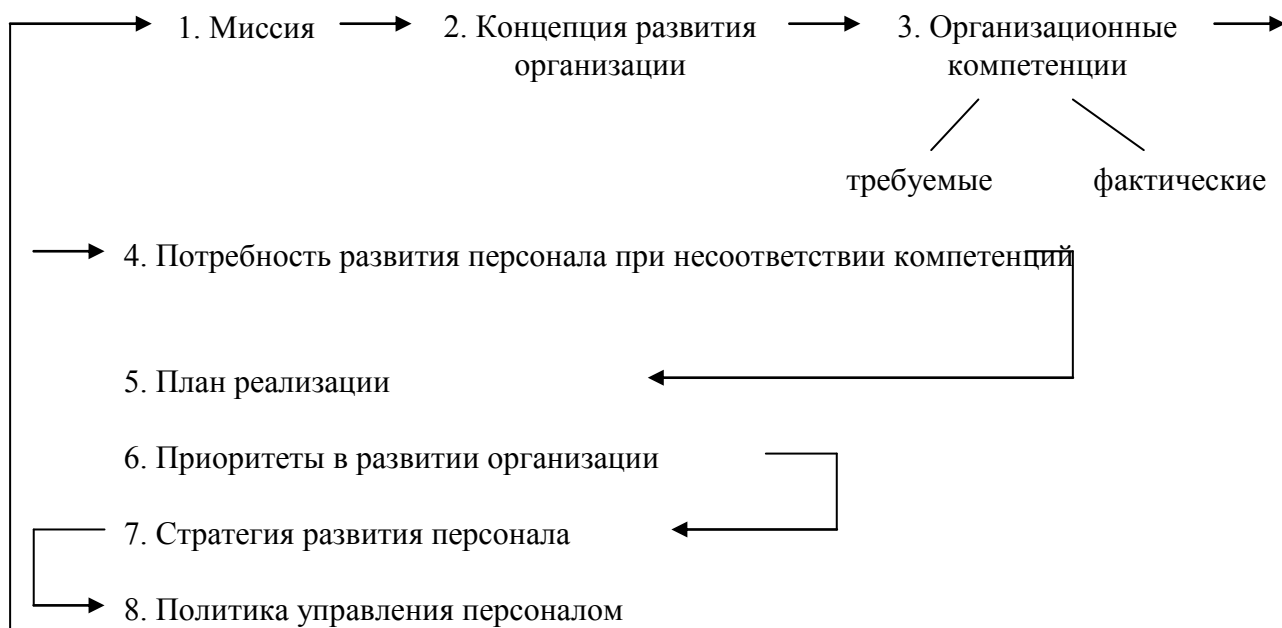 1. Миссия 2. Концепция развития 3. Организационные
организации компетенции
требуемые фактические
4. Потребность развития персонала при несоответствии компетенций
5. План реализации
6. Приоритеты в развитии организации
7. Стратегия развития персонала
8. Политика управления персоналом